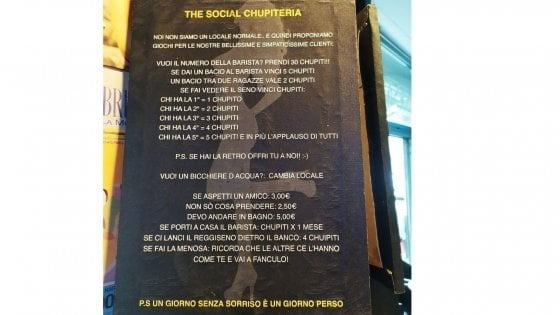 THE SOCIAL CHUPITERIA
NOI NON SIAMO UN LOCALE NORMALE.. E QUINDI PROPONIAMO
GIOCHI PER LE NOSTRE BELLISSIME E SIMPATICISSIME CLIENTI:
VUOI IL NUMERO DELLA BARISTA? PRENDI 30 CHUPITI!!!
SE DAI UN BACIO AL BARISTA VINCI 5 CHUPITI
UN BACIO TRA DUE RAGAZZE VALE 2 CHUPITI
SE FAI VEDERE IL SENO VINCI CHUPITI:
CHI HA LA 1° = 1 CHUPITO
CHI HA LA 2° = 2 CHUPITI
CHI HA LA 3° = 3 CHUPITI
CHI HA LA 4° = 4 CHUPITI
CHI HA LA 5° = 5 CHUPITI E IN PIÙ L'APPLAUSO DI TUTTI
P.S. SE HAI LA RETRO OFFRI TU A NOI! :-)
VUOI UN BICCHIERE D'ACQUA?: CAMBIA LOCALE
SE ASPETTI UN AMICO: 3,00€
NON SÒ COSA PRENDERE: 2,50€
DEVO ANDARE IN BAGNO: 5,00€
SE PORTI A CASA IL BARISTA: CHUPITI X 1 MESE
SE CI LANCI IL REGGISENO DIETRO IL BANCO: 4 CHUPITI
SE FAI LA MENOSA: RICORDA CHE LE ALTRE CE L'HANNO
COME TE E VAI A FANCULO!
P.S UN GIORNO SENZA SORRISO È UN GIORNO PERSO